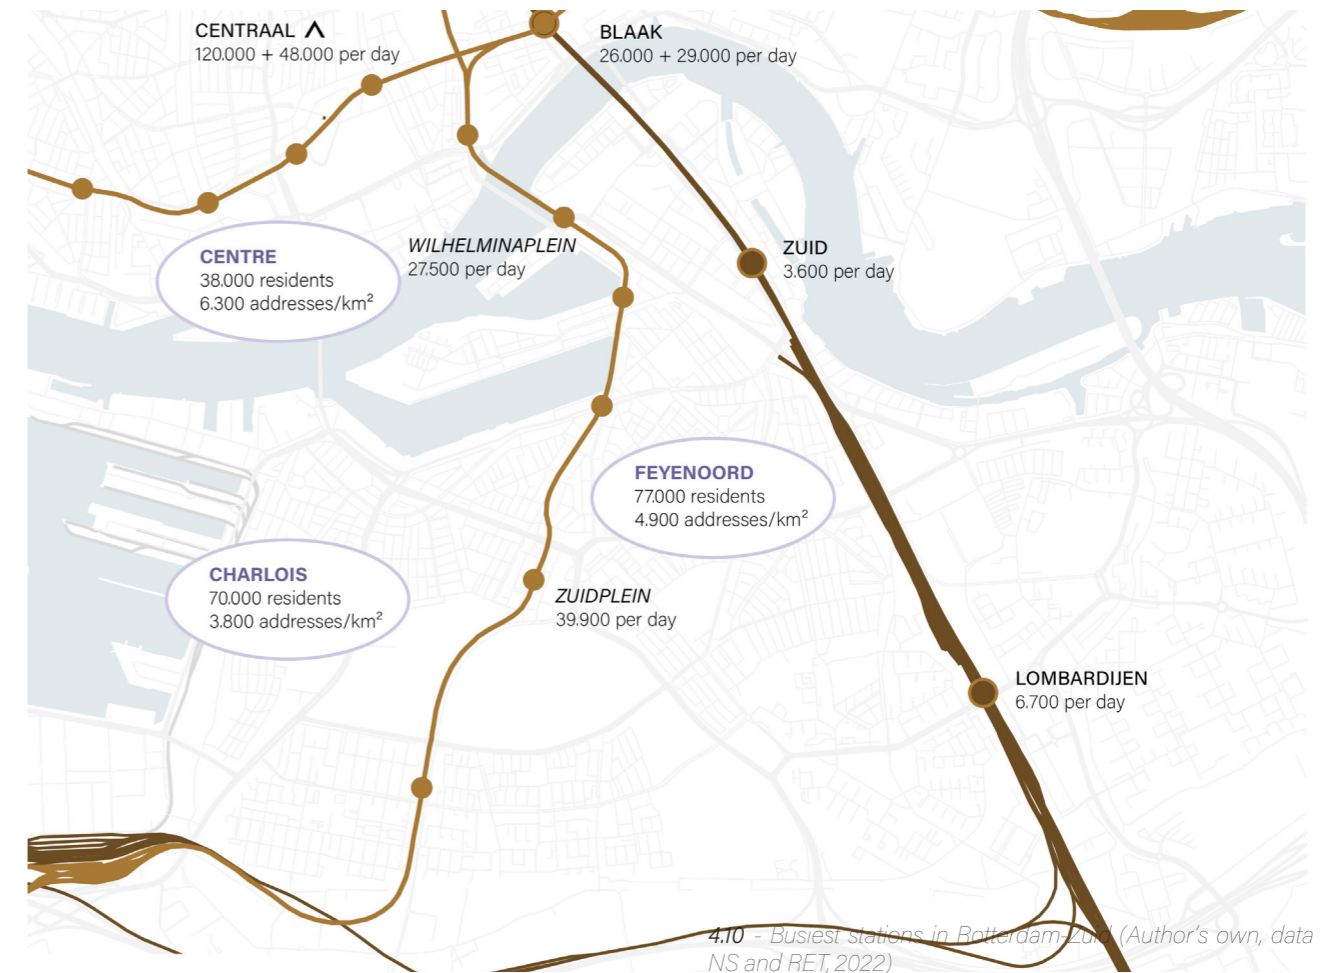 CENTRAAL
120.000 + 48.000 per day
BLAAK
26.000 + 29.000 per day
WILHELMINAPLEIN
27.500 per day
ZUID
3.600 per day
CENTRE
38.000 residents
6.300 addresses/km²
FEYENOORD
77.000 residents
4.900 addresses/km²
CHARLOIS
70.000 residents
3.800 addresses/km²
ZUIDPLEIN
39.900 per day
LOMBARDIJEN
6.700 per day
4.10 - Busiest stations in Rotterdam-Zuid (Author's own, data
NS and RET, 2022)